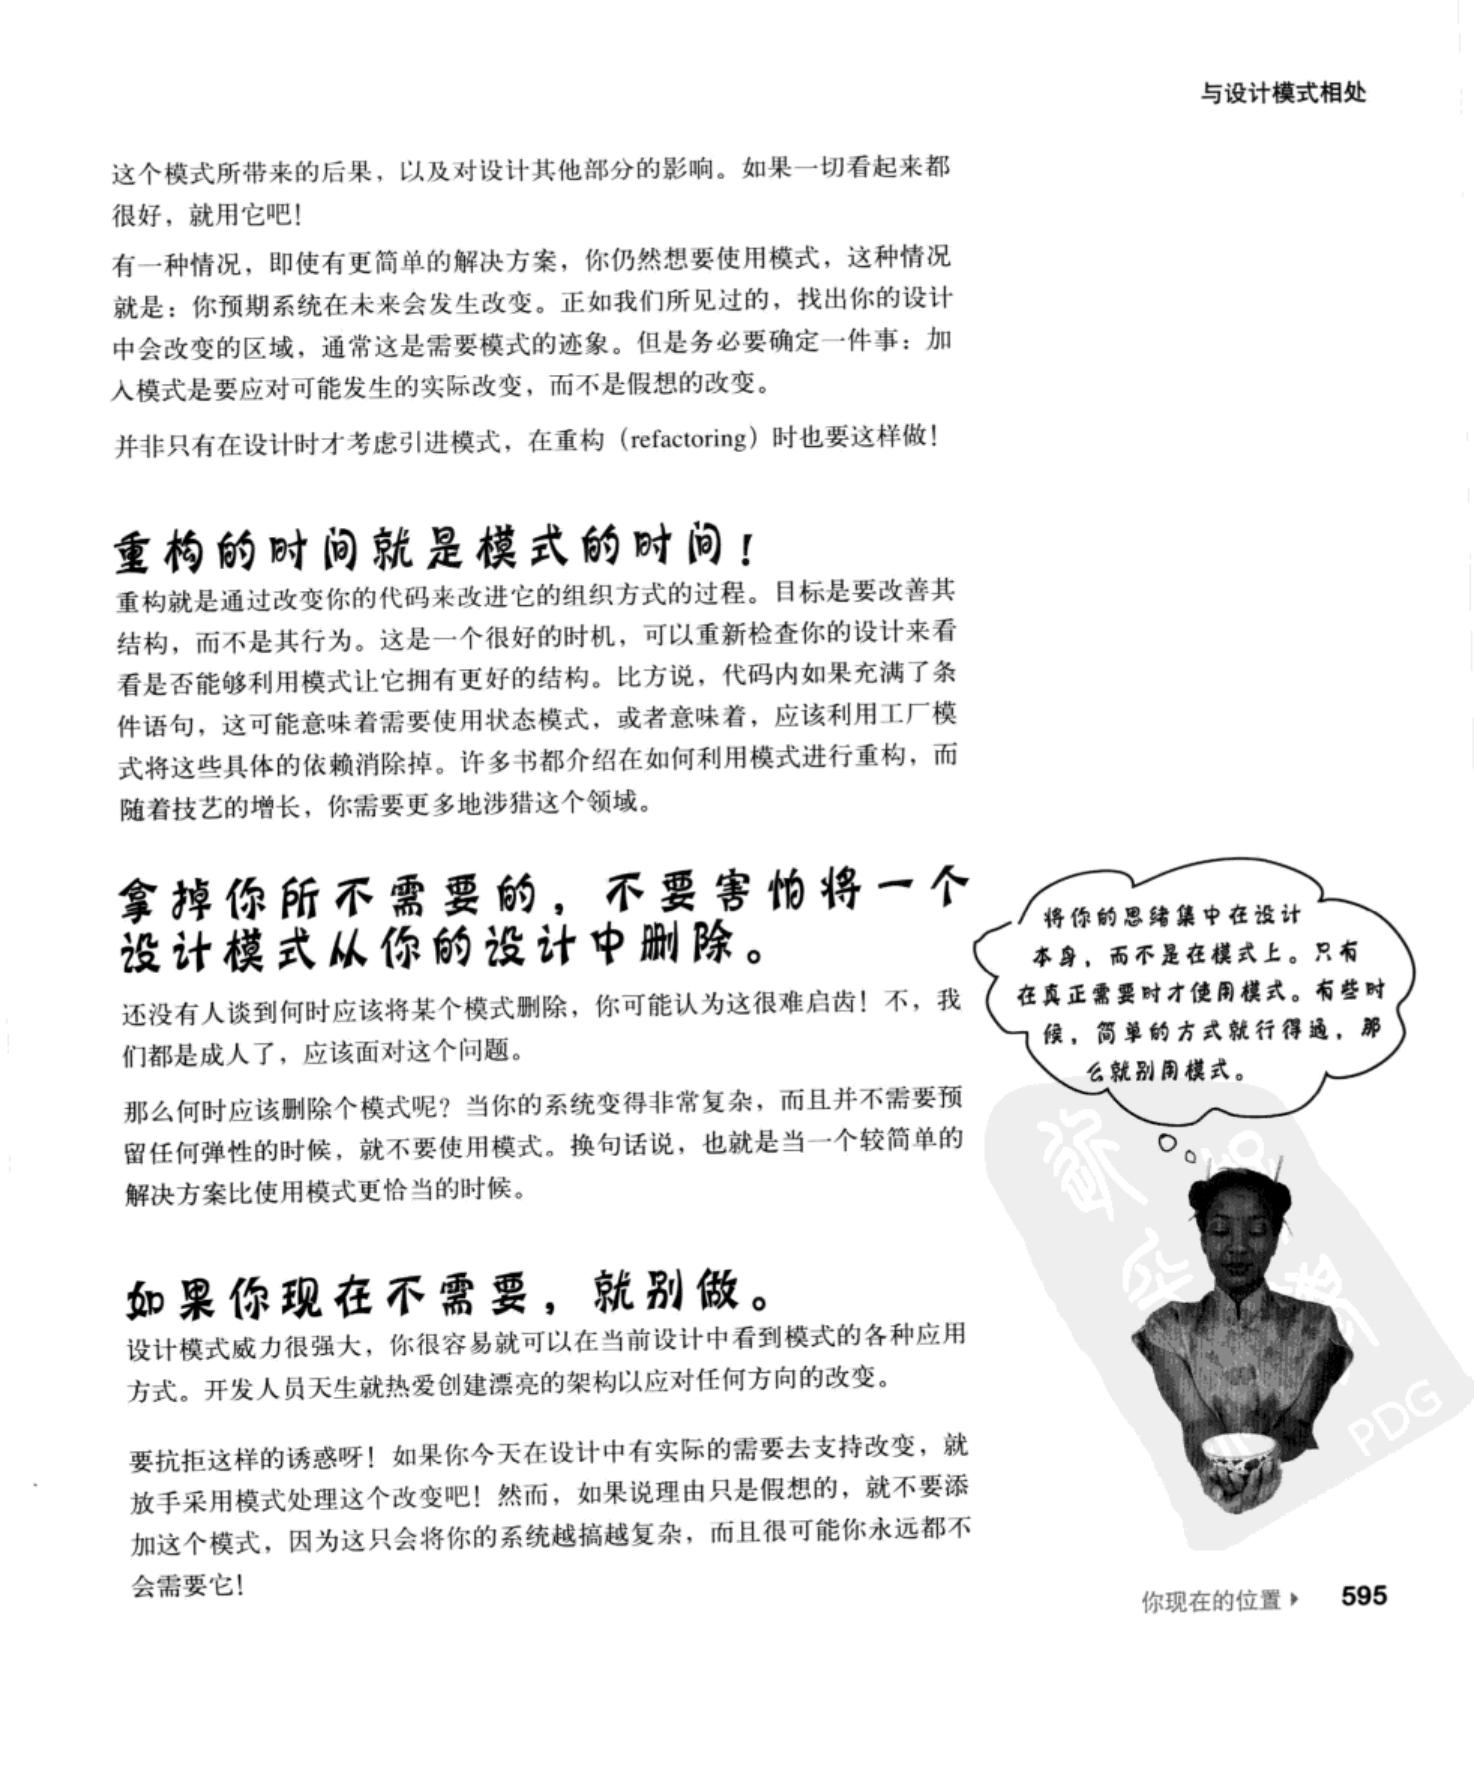 与设计模式相处
这个模式所带来的后果，以及对设计其他部分的影响。如果一切看起来都
很好，就用它吧！
有一种情况，即使有更简单的解决方案，你仍然想要使用模式，这种情况
就是：你预期系统在未来会发生改变。正如我们所见过的，找出你的设计
中会改变的区域，通常这是需要模式的迹象。但是务必要确定一件事：加
入模式是要应对可能发生的实际改变，而不是假想的改变。
并非只有在设计时才考虑引进模式，在重构（refactoring）时也要这样做！
重构的时间就是模式的时间！
重构就是通过改变你的代码来改进它的组织方式的过程。目标是要改善其
结构，而不是其行为。这是一个很好的时机，可以重新检查你的设计来看
看是否能够利用模式让它拥有更好的结构。比方说，代码内如果充满了条
件语句，这可能意味着需要使用状态模式，或者意味着，应该利用工厂模
式将这些具体的依赖消除掉。许多书都介绍在如何利用模式进行重构，而
随着技艺的增长，你需要更多地涉猎这个领域。
拿掉你所不需要的，不要害怕将一个
设计模式从你的设计中删除。
还没有人谈到何时应该将某个模式删除，你可能认为这很难启齿！不，我
们都是成人了，应该面对这个问题。
那么何时应该删除个模式呢？当你的系统变得非常复杂，而且并不需要预
留任何弹性的时候，就不要使用模式。换句话说，也就是当一个较简单的
解决方案比使用模式更恰当的时候。
将你的思绪集中在设计
本身，而不是在模式上。只有
在真正需要时才使用模式。有些时
候，简单的方式就行得通，那
么就别用模式。
如果你现在不需要，就别做。
设计模式威力很强大，你很容易就可以在当前设计中看到模式的各种应用
方式。开发人员天生就热爱创建漂亮的架构以应对任何方向的改变。
要抗拒这样的诱惑呀！如果你今天在设计中有实际的需要去支持改变，就
放手采用模式处理这个改变吧！然而，如果说理由只是假想的，就不要添
加这个模式，因为这只会将你的系统越搞越复杂，而且很可能你永远都不
会需要它！
PDG
你现在的位置 ▸ 595